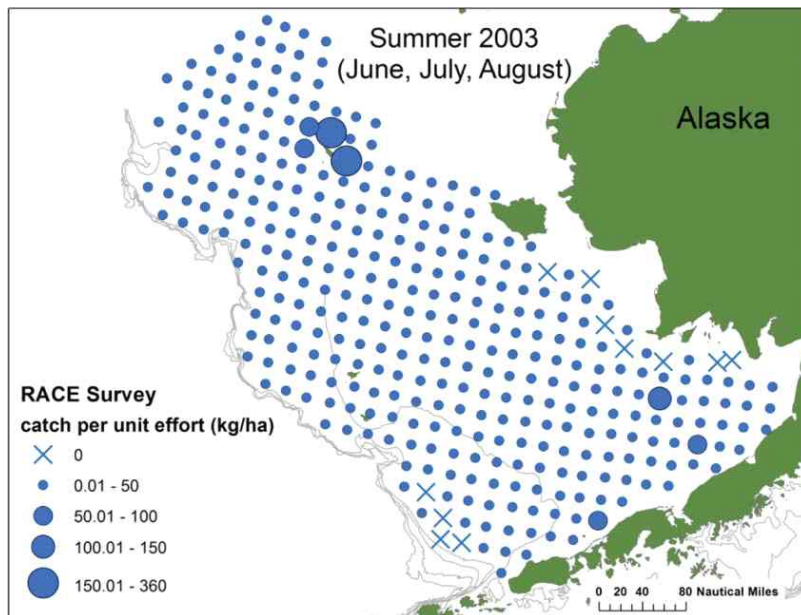 Summer 2003
(June, July, August)
Alaska
RACE Survey
catch per unit effort (kg/ha)
0
0.01 - 50
50.01 - 100
100.01 - 150
150.01 - 360
0 20 40 80 Nautical Miles